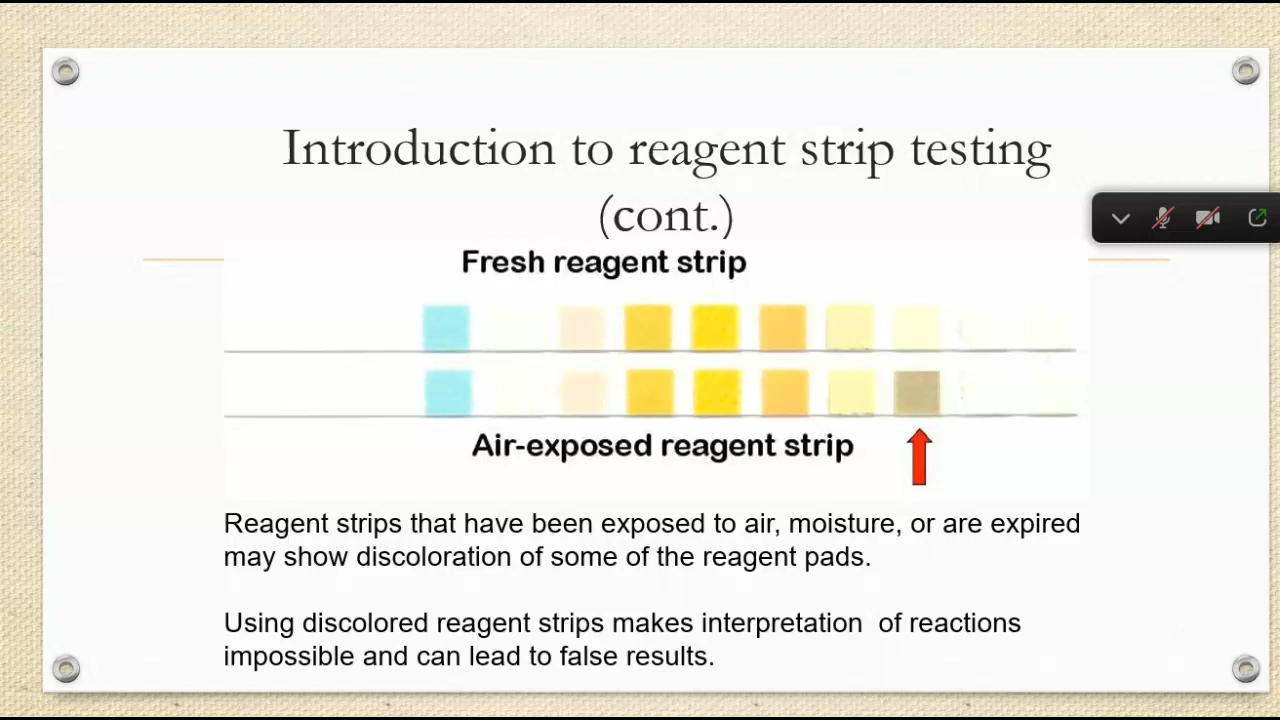 Introduction to reagent strip testing
(cont.)
Fresh reagent strip
Air-exposed reagent strip
Reagent strips that have been exposed to air, moisture, or are expired
may show discoloration of some of the reagent pads.
Using discolored reagent strips makes interpretation  of reactions
impossible and can lead to false results.